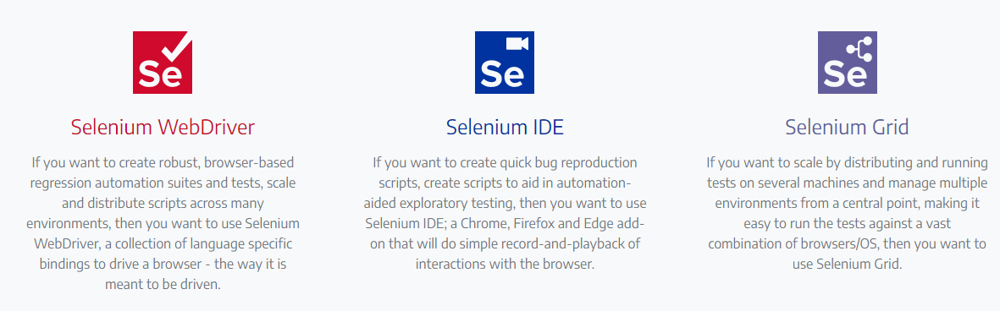 Se
Selenium WebDriver
If you want to create robust, browser-based
regression automation suites and tests, scale
and distribute scripts across many
environments, then you want to use Selenium
WebDriver, a collection of language specific
bindings to drive a browser - the way it is
meant to be driven.
Se
Selenium IDE
If you want to create quick bug reproduction
scripts, create scripts to aid in automation-
aided exploratory testing, then you want to use
Selenium IDE; a Chrome, Firefox and Edge add-
on that will do simple record-and-playback of
interactions with the browser.
Se
Selenium Grid
If you want to scale by distributing and running
tests on several machines and manage multiple
environments from a central point, making it
easy to run the tests against a vast
combination of browsers/OS, then you want to
use Selenium Grid.